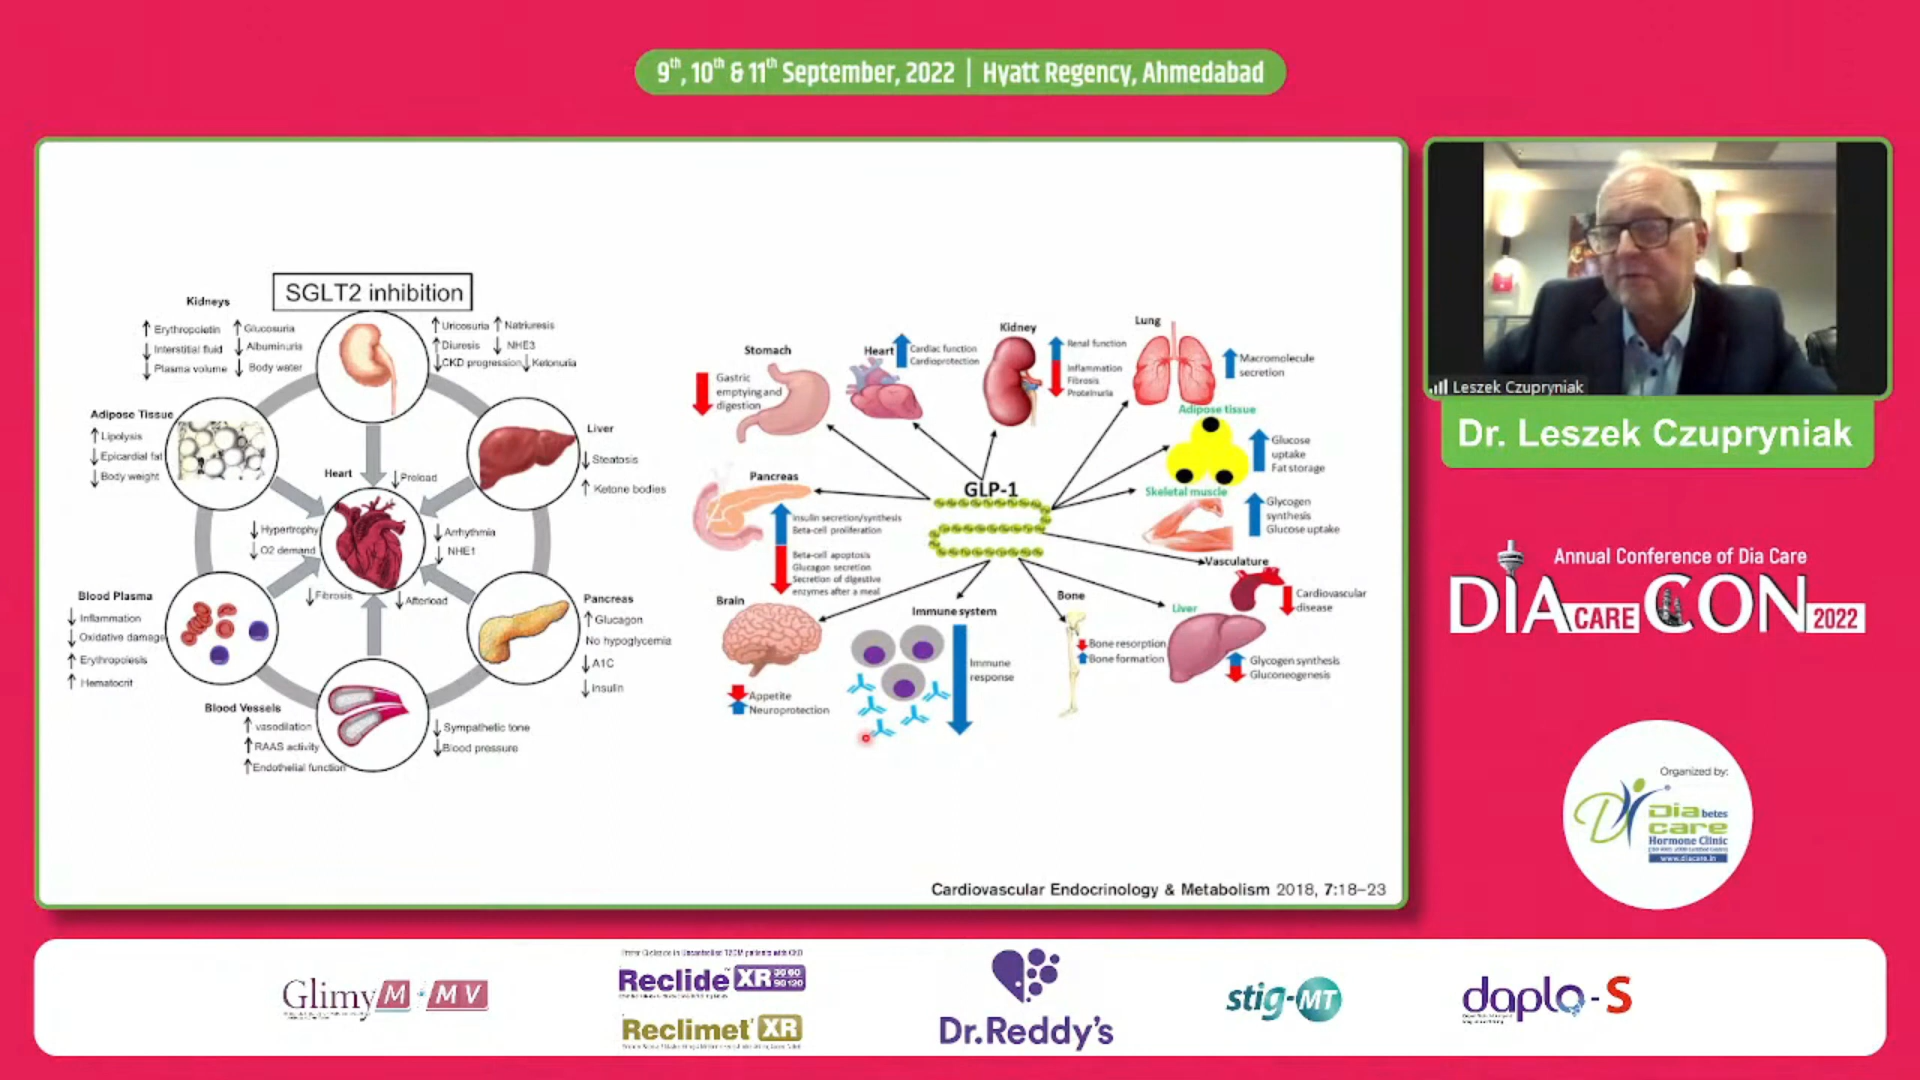 9th, 10th & 11th September, 2022 | Hyatt Regency, Ahmedabad
SGLT2 inhibition
Kidneys
↑ Erythropoietin ↑ Glucosuria
↓ Interstitial fluid ↓ Albuminuria
↓ Plasma volume ↓ Body water
↑ Uricosuria ↑ Natriuresis
↑ Diuresis ↓ NHE3
↓ CKD progression ↓ Ketonuria
Adipose Tissue
↑ Lipolysis
↓ Epicardial fat
↓ Body weight
Liver
↓ Steatosis
↑ Ketone bodies
Heart
↓ Preload
↓ Hypertrophy
↓ O2 demand
↓ Arrhythmia
↓ NHE1
↓ Fibrosis
↓ Afterload
Blood Plasma
↓ Inflammation
↓ Oxidative damage
↑ Erythropoiesis
↑ Hematocrit
Pancreas
↑ Glucagon
No hypoglycemia
↓ A1C
↓ Insulin
Blood Vessels
↑ vasodilation
↑ RAAS activity
↑ Endothelial function
↓ Sympathetic tone
↓ Blood pressure
Stomach
Gastric
emptying and
digestion
Heart
Cardiac function
Cardioprotection
Kidney
Renal function
Inflammation
Fibrosis
Proteinuria
Lung
Macromolecule
secretion
Adipose tissue
Glucose
uptake
Fat storage
Pancreas
Insulin secretion/synthesis
Beta-cell proliferation
Beta-cell apoptosis
Glucagon secretion
Secretion of digestive
enzymes after a meal
GLP-1
Skeletal muscle
Glycogen
synthesis
Glucose uptake
Vasculature
Cardiovascular
disease
Brain
Appetite
Neuroprotection
Immune system
Immune
response
Bone
Bone resorption
Bone formation
Liver
Glycogen synthesis
Gluconeogenesis
Cardiovascular Endocrinology & Metabolism 2018, 7:18–23
Leszek Czupryniak
Dr. Leszek Czupryniak
Annual Conference of Dia Care
DIA CARE CON 2022
Organized by:
Diabetes
care
Hormone Clinic
www.diacare.in
Glimy M - MV
Reclide XR 30 60
90 120
Reclimet XR
Dr.Reddy's
stig-MT
daplo-S